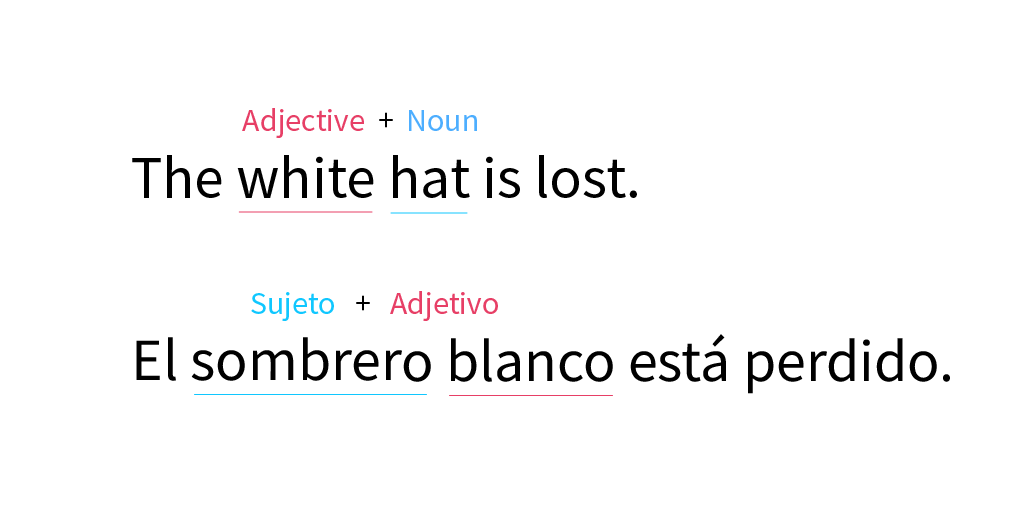 Adjective + Noun
The white hat is lost.
Sujeto + Adjetivo
El sombrero blanco está perdido.